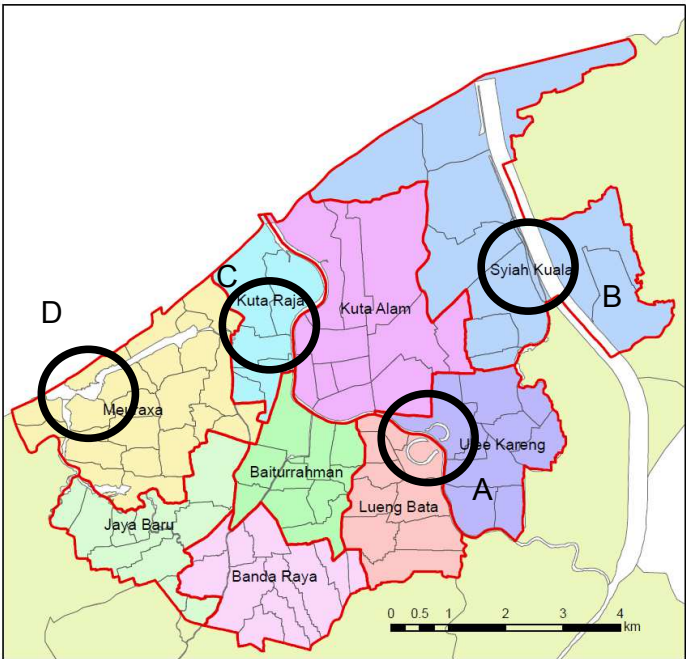 Syiah Kuala
C
B
Kuta Raja
D
Kuta Alam
Meuraxa
Ulee Kareng
Baiturrahman
A
Lueng Bata
Jaya Baru
Banda Raya
0 0.5 1 2 3 4
km